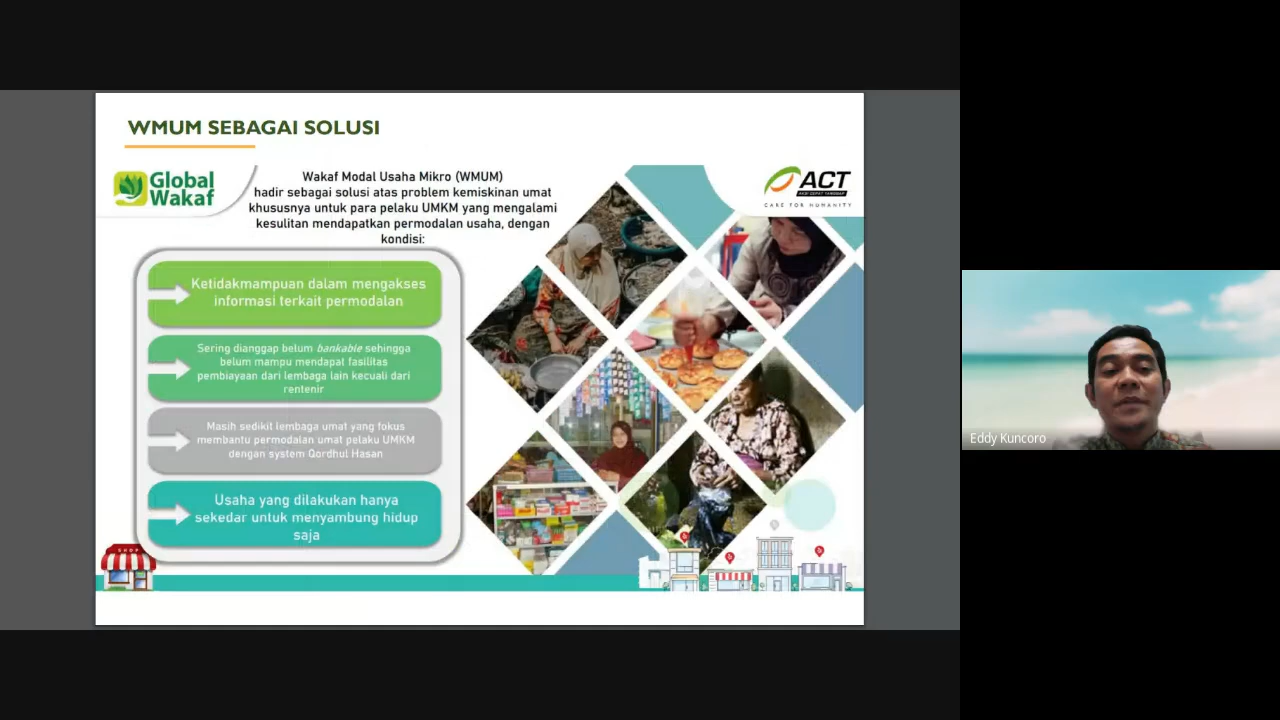 WMUM SEBAGAI SOLUSI
Global
Wakaf
Wakaf Modal Usaha Mikro (WMUM)
hadir sebagai solusi atas problem kemiskinan umat
khususnya untuk para pelaku UMKM yang mengalami
kesulitan mendapatkan permodalan usaha, dengan
kondisi:
ACT
AKSI CEPAT TANGGAP
CARE FOR HUMANITY
Ketidakmampuan dalam mengakses
informasi terkait permodalan
Sering dianggap belum bankable sehingga
belum mampu mendapat fasilitas
pembiayaan dari lembaga lain kecuali dari
rentenir
Masih sedikit lembaga umat yang fokus
membantu permodalan umat pelaku UMKM
dengan system Qordhul Hasan
Usaha yang dilakukan hanya
sekedar untuk menyambung hidup
saja
SHOP
Eddy Kuncoro